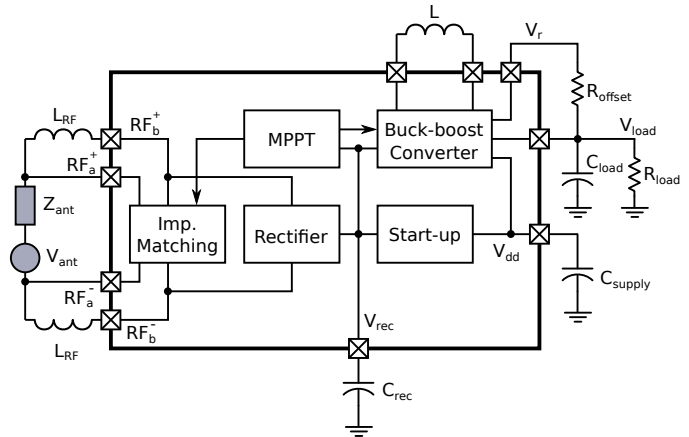 L
V_r
L_RF
RF_b^+
MPPT
Buck-boost
Converter
R_offset
V_load
RF_a^+
C_load
R_load
Z_ant
Imp.
Matching
Rectifier
Start-up
V_ant
V_dd
C_supply
RF_a^-
RF_b^-
V_rec
L_RF
C_rec